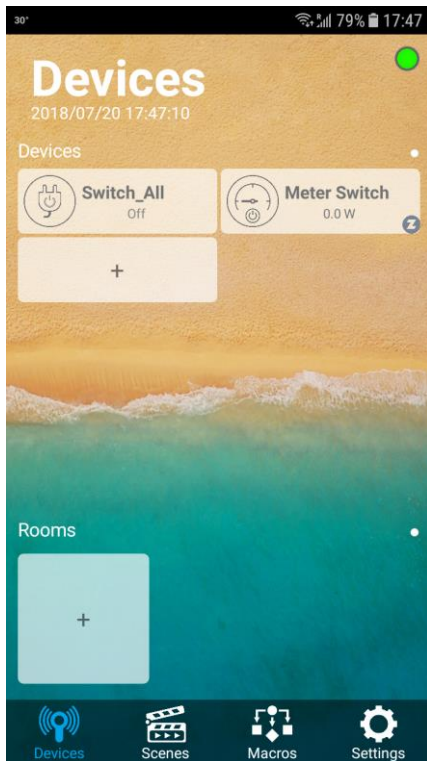 30°
79% 17:47
Devices
2018/07/20 17:47:10
Devices
Switch_All
Off
Meter Switch
0.0 W
Z
+
Rooms
+
Devices Scenes Macros Settings